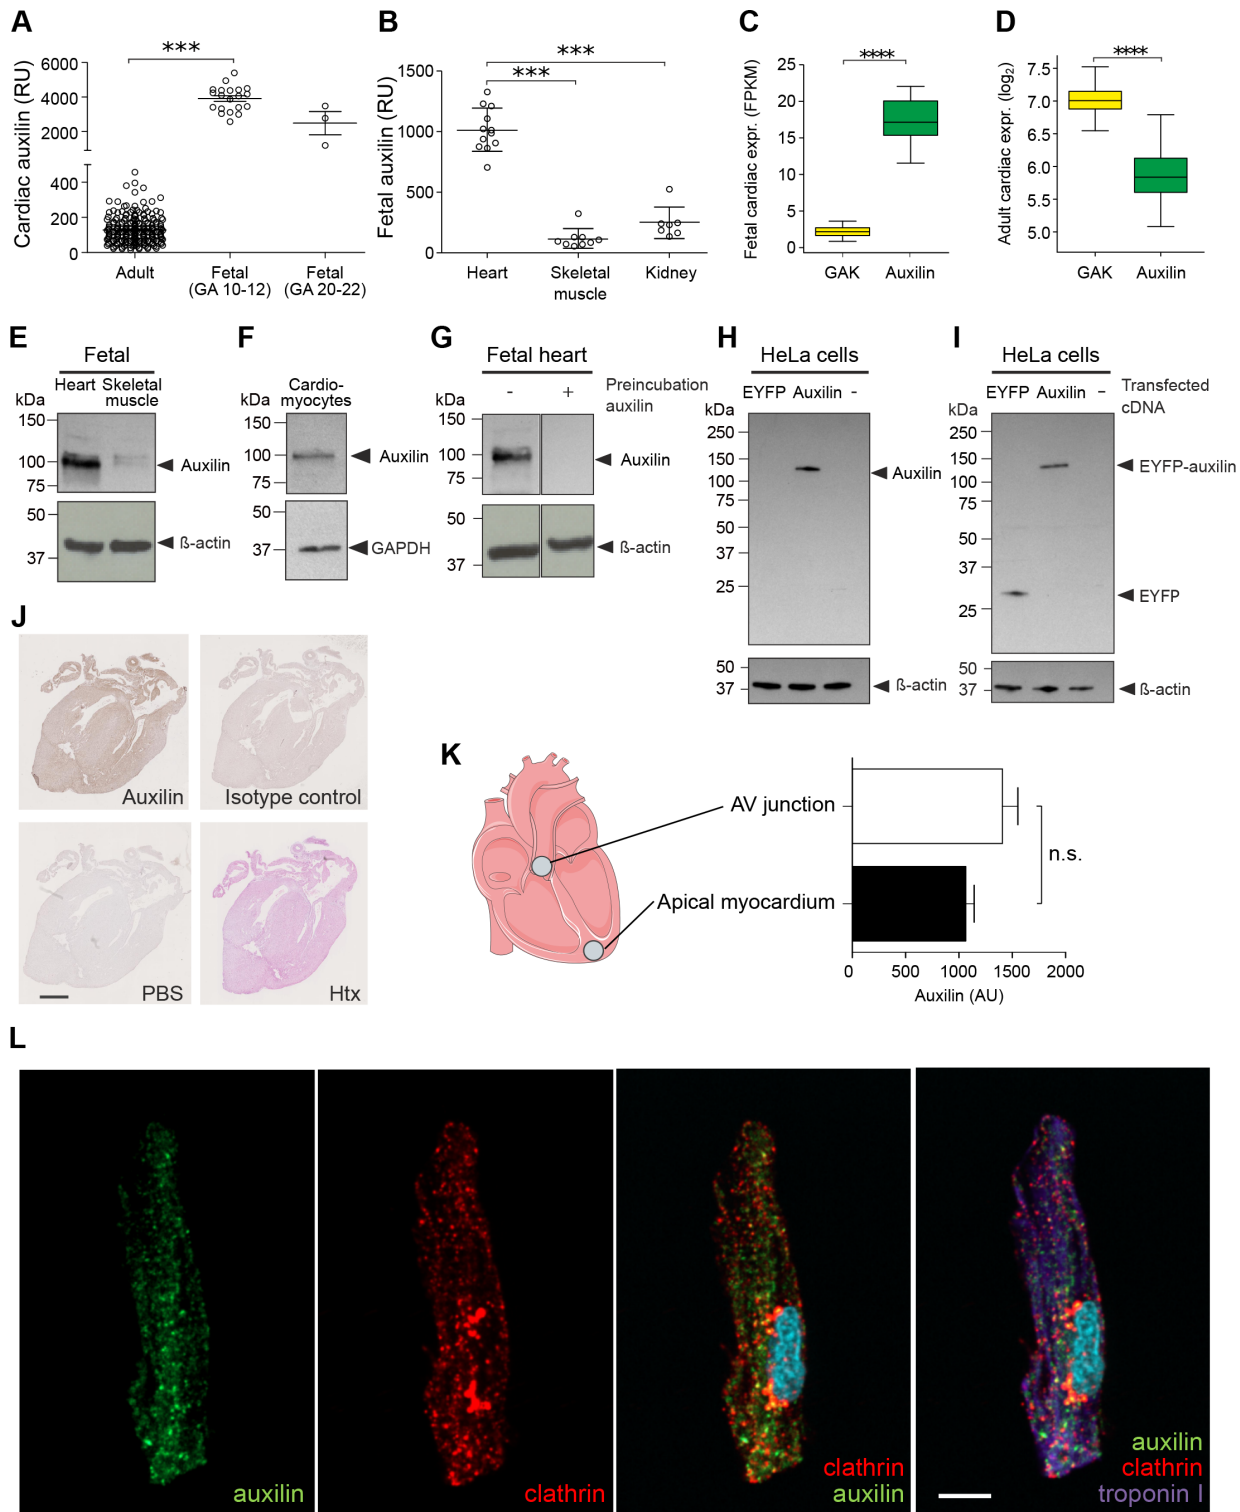 A
Cardiac auxilin (RU)
6000
4000
2000
400
200
0
***
Adult
Fetal
(GA 10-12)
Fetal
(GA 20-22)
B
Fetal auxilin (RU)
1500
1000
500
0
***
***
Heart
Skeletal
muscle
Kidney
C
Fetal cardiac expr. (FPKM)
25
20
15
10
5
0
****
GAK
Auxilin
D
Adult cardiac expr. (log2)
7.5
7.0
6.5
6.0
5.5
5.0
****
GAK
Auxilin
E
Fetal
Heart
Skeletal
muscle
kDa
150
100
75
50
37
Auxilin
ß-actin
F
Cardio-
myocytes
kDa
150
100
75
50
37
Auxilin
GAPDH
G
Fetal heart
- +
Preincubation
auxilin
kDa
150
100
75
50
37
Auxilin
ß-actin
H
HeLa cells
EYFP Auxilin -
kDa
250
150
100
75
50
37
25
50
37
Auxilin
ß-actin
I
HeLa cells
EYFP Auxilin -
Transfected
cDNA
kDa
250
150
100
75
50
37
25
50
37
EYFP-auxilin
EYFP
ß-actin
J
Auxilin
Isotype control
PBS
Htx
K
AV junction
Apical myocardium
n.s.
0 500 1000 1500 2000
Auxilin (AU)
L
auxilin
clathrin
clathrin
auxilin
auxilin
clathrin
troponin I